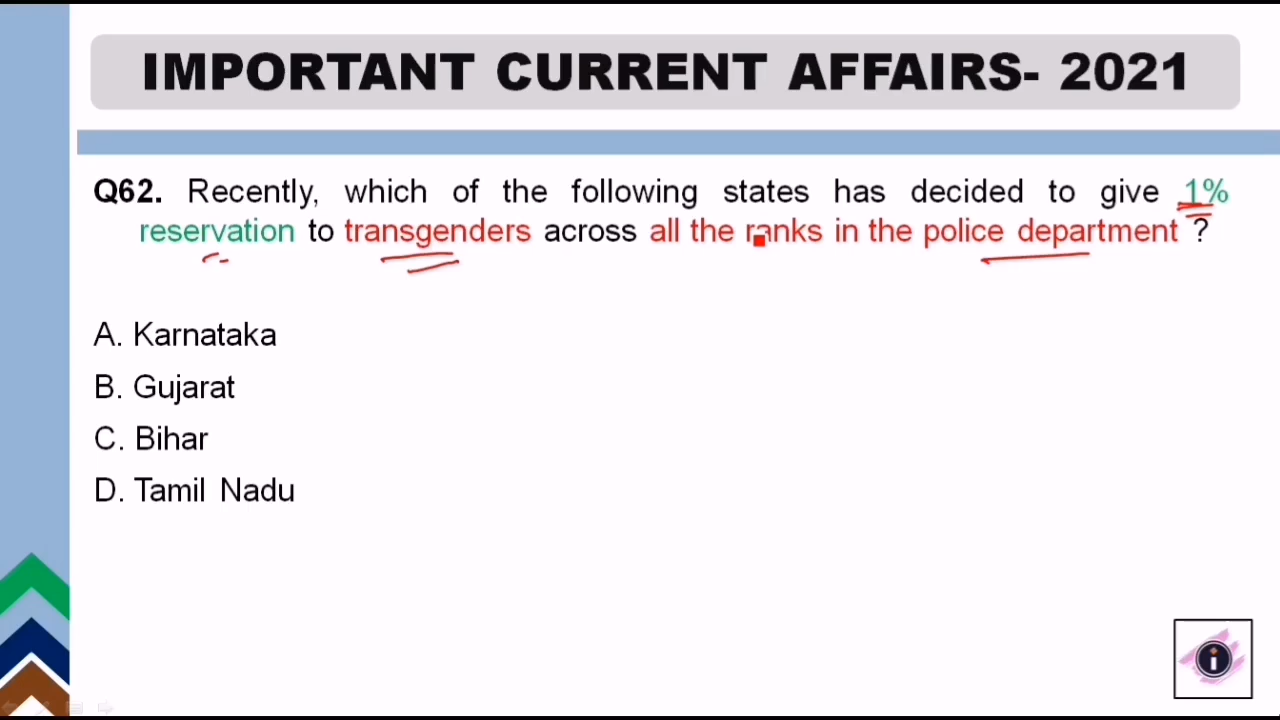 IMPORTANT CURRENT AFFAIRS- 2021
Q62. Recently, which of the following states has decided to give 1%
reservation to transgenders across all the ranks in the police department ?
A. Karnataka
B. Gujarat
C. Bihar
D. Tamil Nadu
i